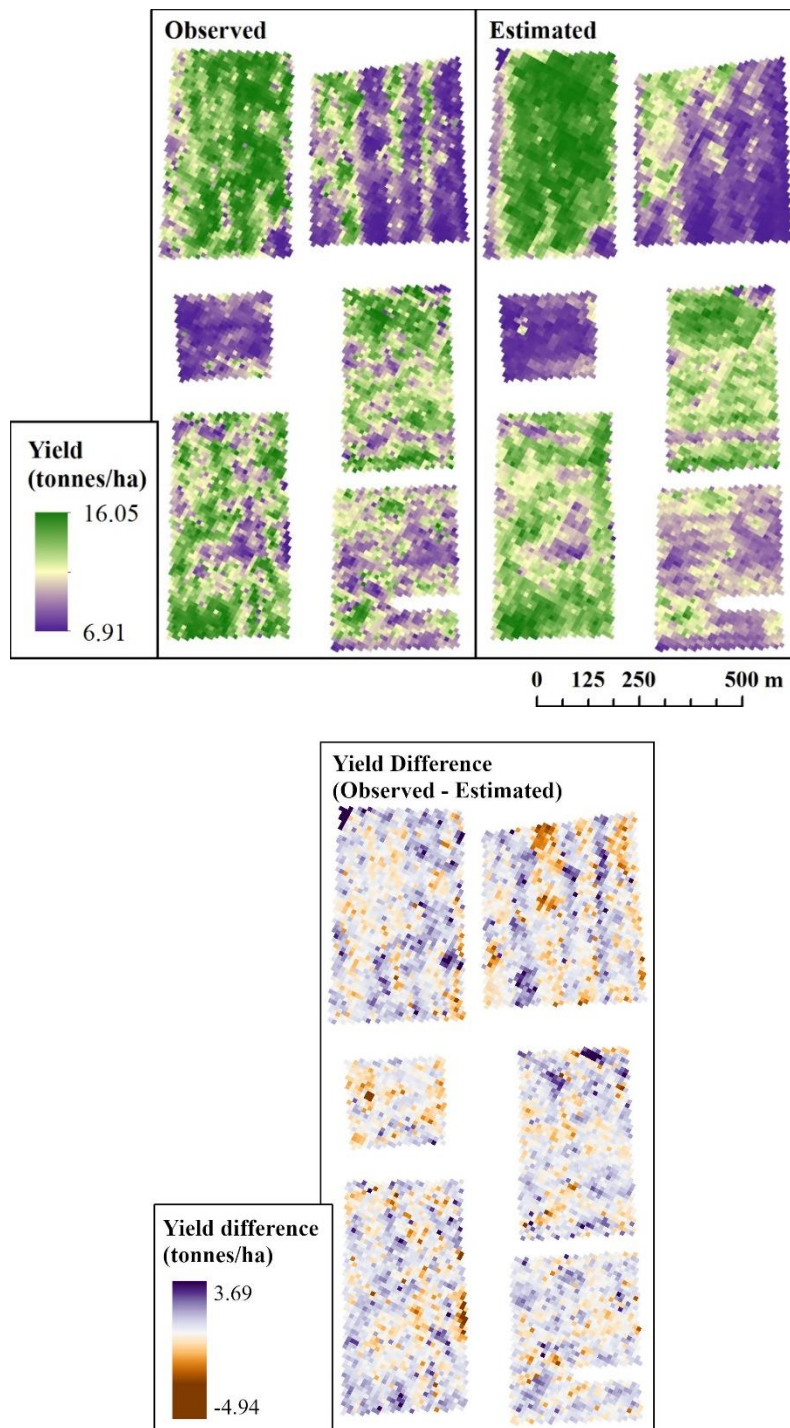 Observed
Estimated
Yield
(tonnes/ha)
16.05
6.91
0 125 250 500 m
Yield Difference
(Observed - Estimated)
Yield difference
(tonnes/ha)
3.69
-4.94